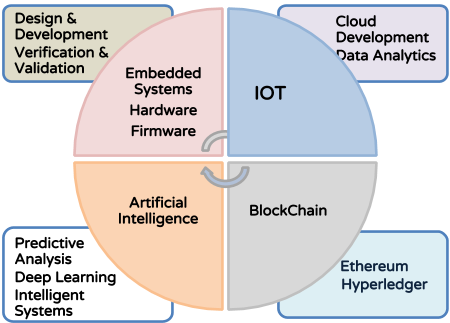 Design &
Development
Verification &
Validation
Embedded
Systems
Hardware
Firmware
IOT
Cloud
Development
Data Analytics
Artificial
Intelligence
Predictive
Analysis
Deep Learning
Intelligent
Systems
BlockChain
Ethereum
Hyperledger